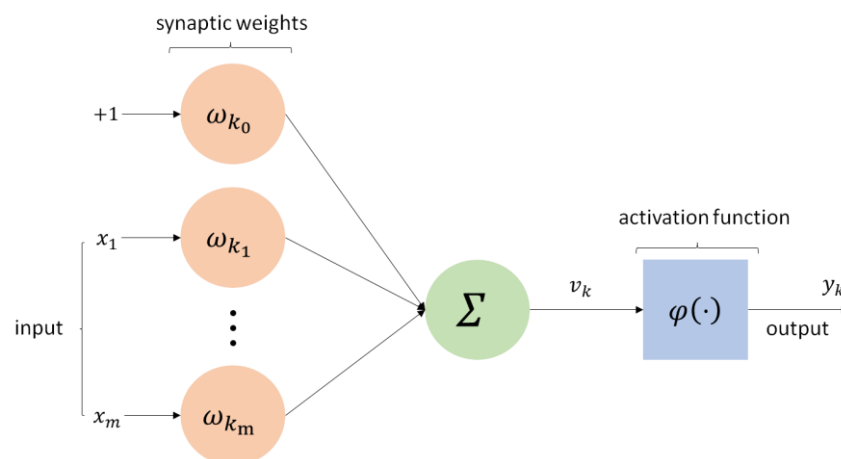 synaptic weights
+1
ω_{k_0}
x_1
ω_{k_1}
activation function
input
Σ
v_k
φ(·)
y_k
output
x_m
ω_{k_m}